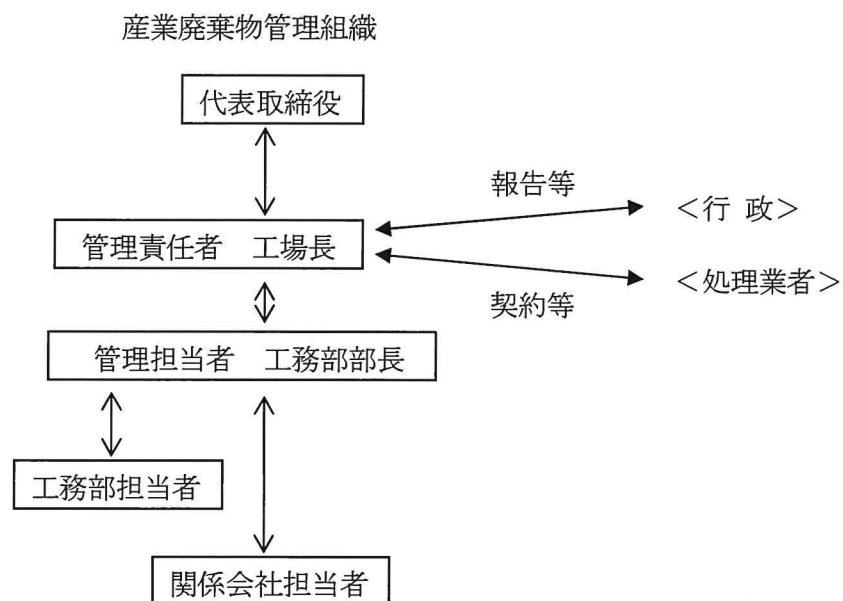 産業廃棄物管理組織
代表取締役
報告等
＜行 政＞
管理責任者　工場長
＜処理業者＞
契約等
管理担当者　工務部部長
工務部担当者
関係会社担当者